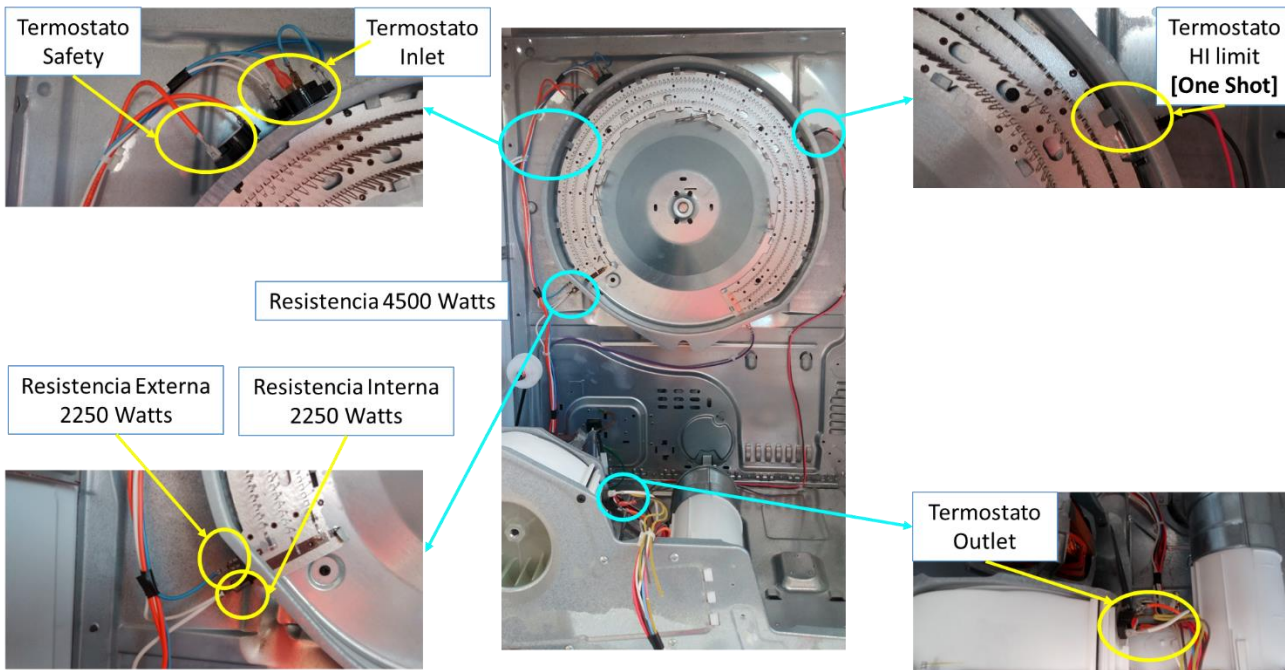 Termostato
Safety
Termostato
Inlet
Termostato
HI limit
[One Shot]
Resistencia 4500 Watts
Resistencia Externa
2250 Watts
Resistencia Interna
2250 Watts
Termostato
Outlet